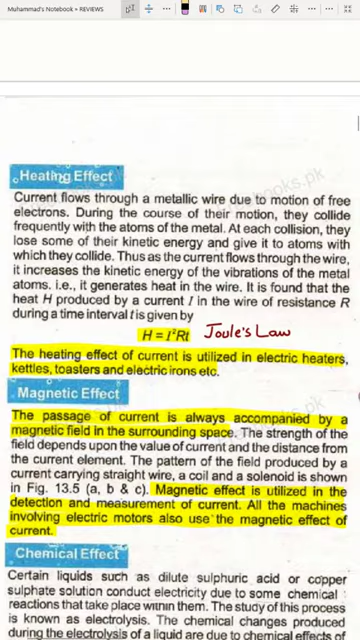 Muhammad's Notebook • REVIEWS
Heating Effect
Current flows through a metallic wire due to motion of free
electrons. During the course of their motion, they collide
frequently with the atoms of the metal. At each collision, they
lose some of their kinetic energy and give it to atoms with
which they collide. Thus as the current flows through the wire,
it increases the kinetic energy of the vibrations of the metal
atoms. i.e., it generates heat in the wire. It is found that the
heat H produced by a current I in the wire of resistance R
during a time interval t is given by
H = I²Rt Joule's Law
The heating effect of current is utilized in electric heaters,
kettles, toasters and electric irons etc.
Magnetic Effect
The passage of current is always accompanied by a
magnetic field in the surrounding space. The strength of the
field depends upon the value of current and the distance from
the current element. The pattern of the field produced by a
current carrying straight wire, a coil and a solenoid is shown
in Fig. 13.5 (a, b & c). Magnetic effect is utilized in the
detection and measurement of current. All the machines
involving electric motors also use the magnetic effect of
current.
Chemical Effect
Certain liquids such as dilute sulphuric acid or copper
sulphate solution conduct electricity due to some chemical
reactions that take place within them. The study of this process
is known as electrolysis. The chemical changes produced
during the electrolysis of a liquid are due to chemical effects of